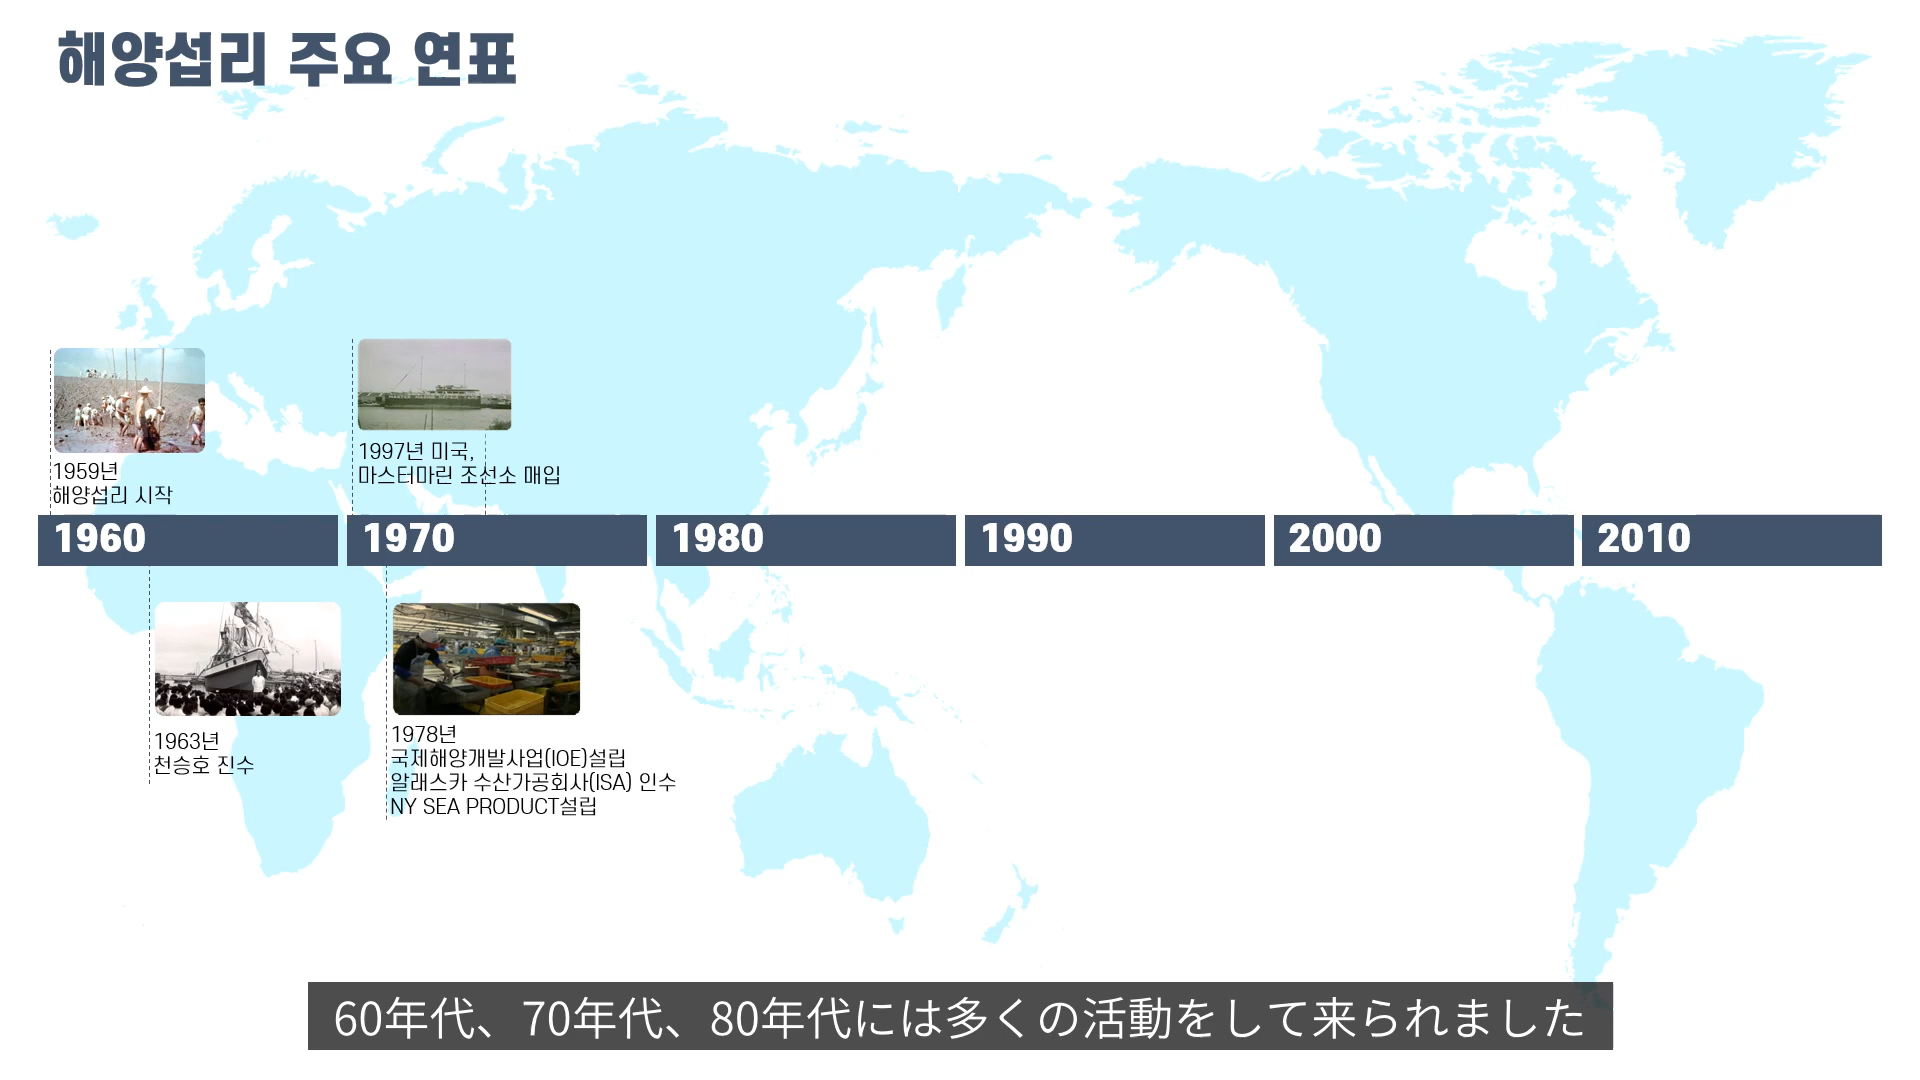 해양섭리 주요 연표
1959년
해양섭리 시작
1997년 미국,
마스터마린 조선소 매입
1960
1970
1980
1990
2000
2010
1963년
천승호 진수
1978년
국제해양개발사업(IOE)설립
알래스카 수산가공회사(ISA) 인수
NY SEA PRODUCT설립
60年代、70年代、80年代には多くの活動をして来られました